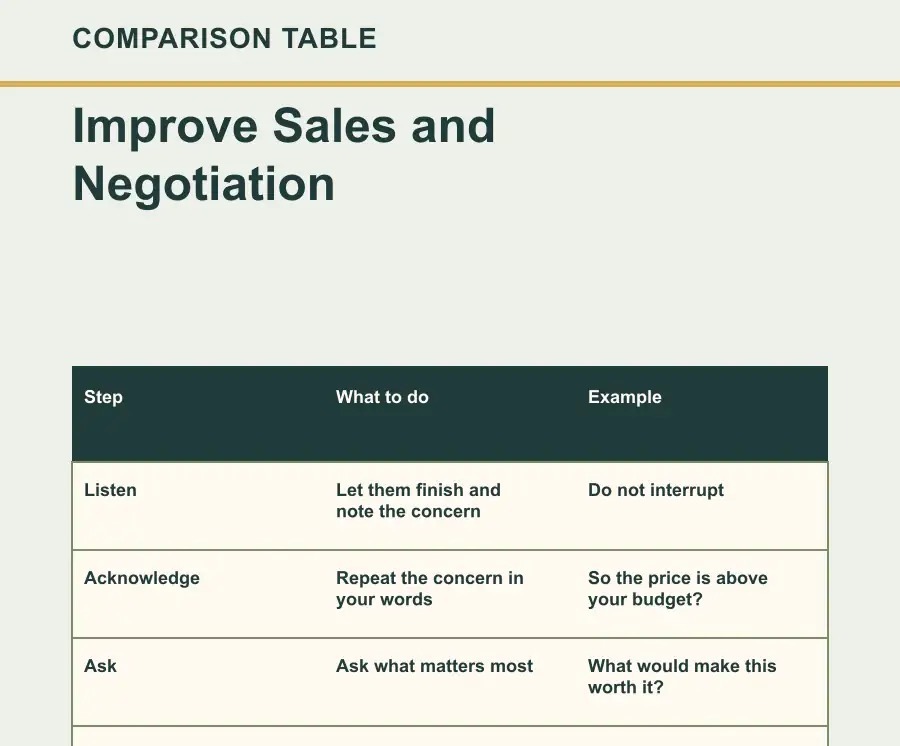 COMPARISON TABLE
Improve Sales and
Negotiation
Step
What to do
Example
Listen
Let them finish and
note the concern
Do not interrupt
Acknowledge
Repeat the concern in
your words
So the price is above
your budget?
Ask
Ask what matters most
What would make this
worth it?